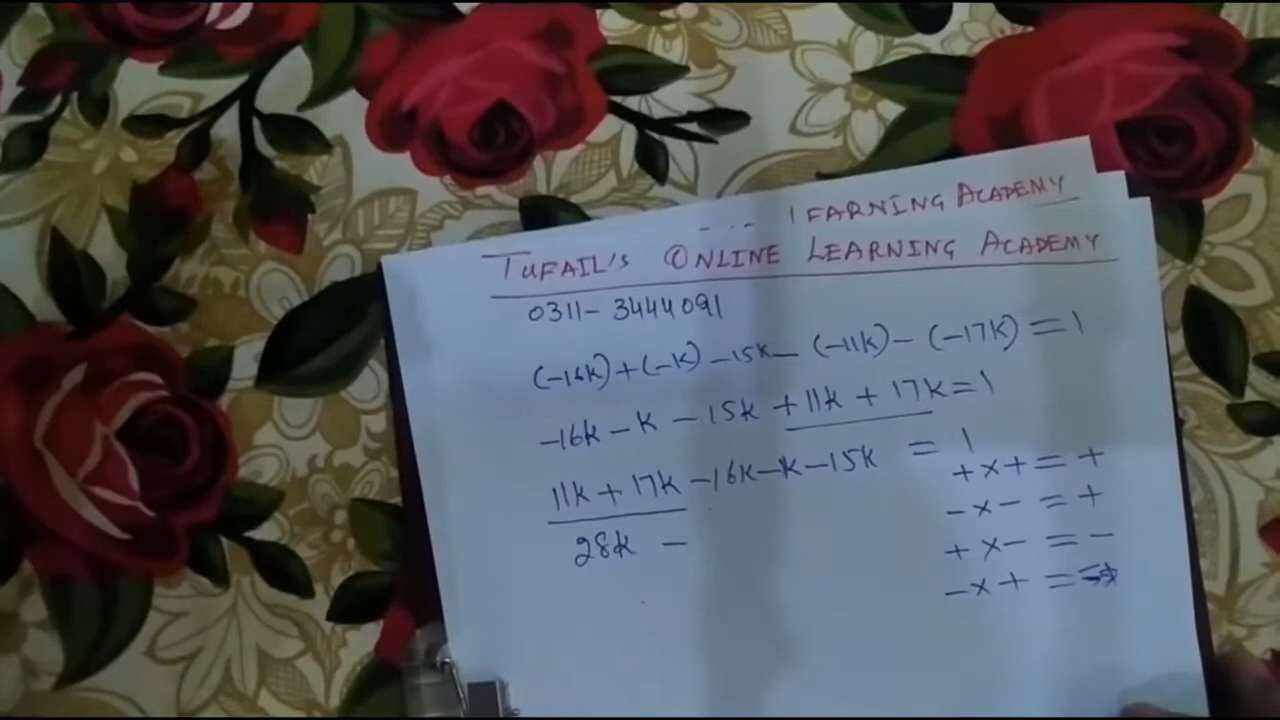 FARNING ACADEMY
TUFAIL'S ONLINE LEARNING ACADEMY
0311-3444091
(-16k)+(-k)-15k-(-11k)-(-17k)=1
-16k-k-15k+11k+17k=1
11k+17k-16k-k-15k=1
28k -
+x+=+
-x-=+
+x-=-
-x+=